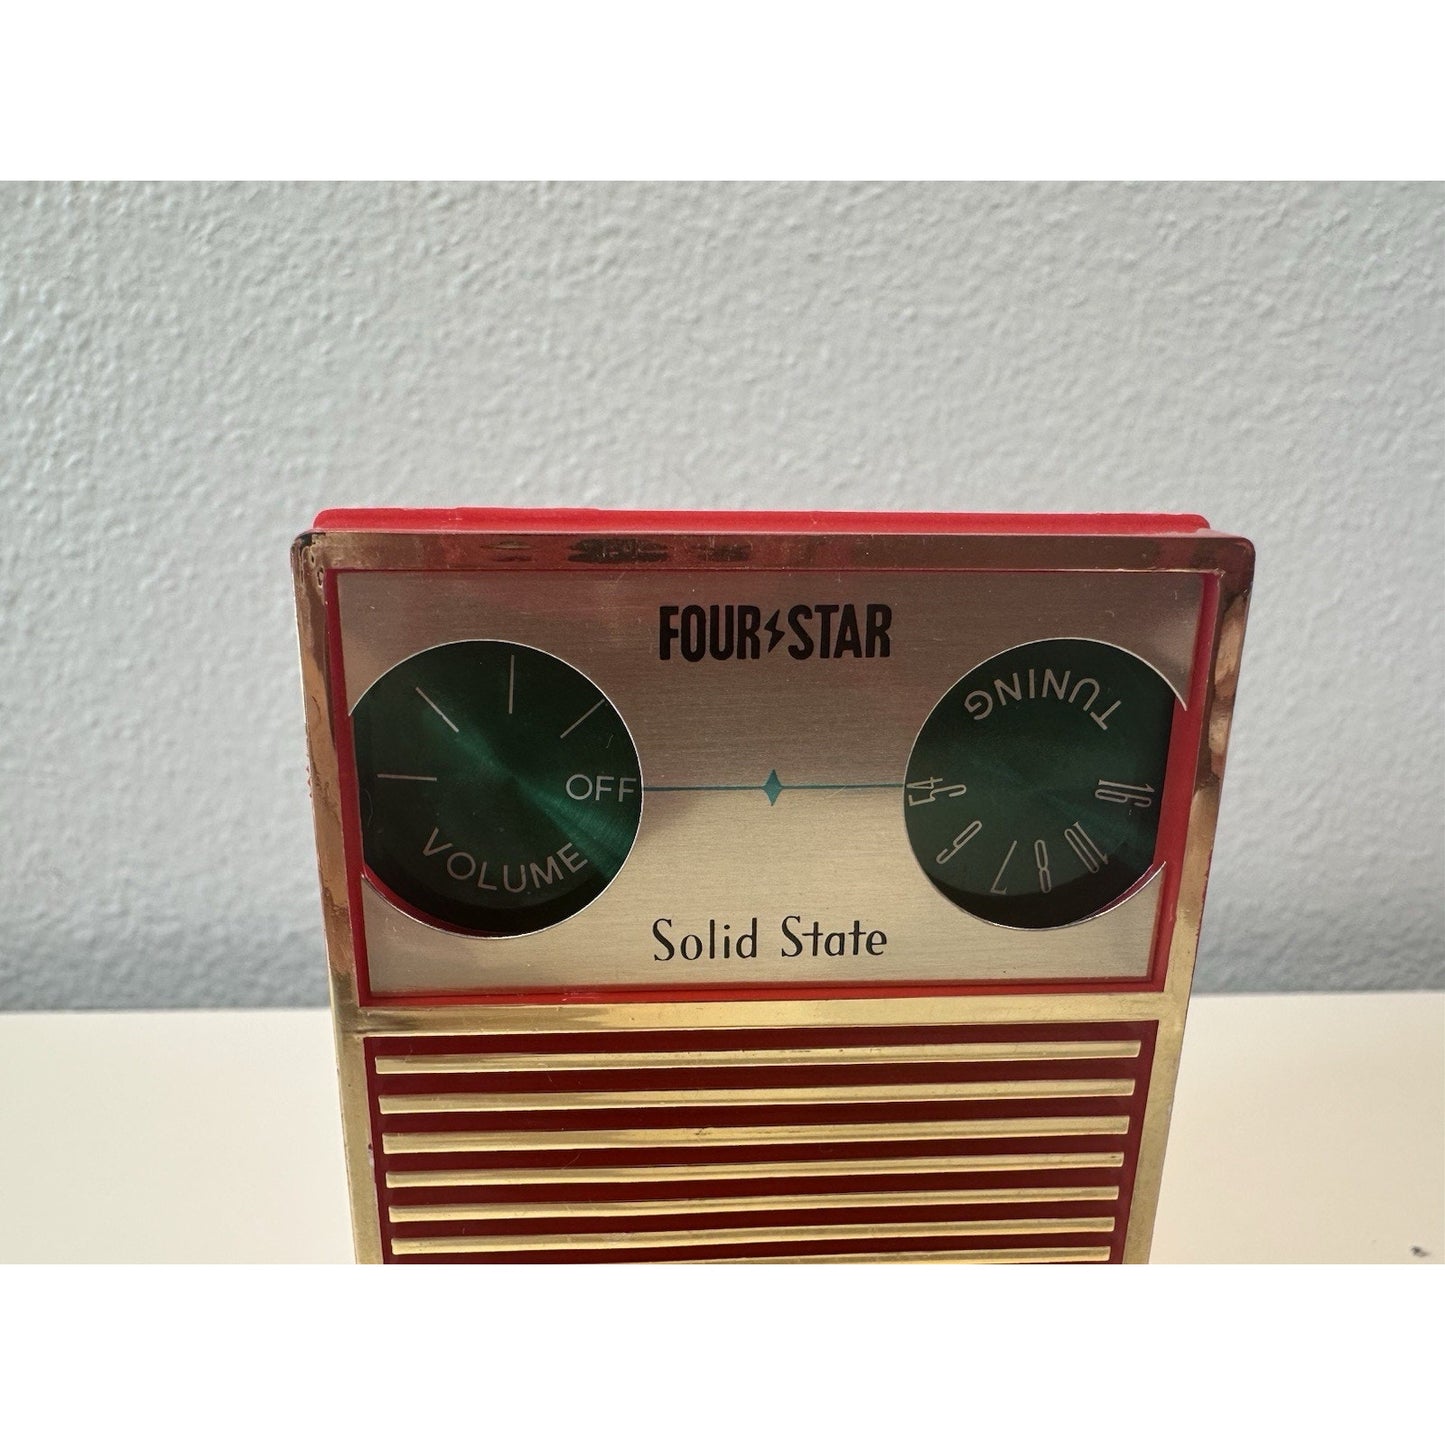 FOUR STAR
OFF
VOLUME
TUNING
54 6 7 8 10 16
Solid State